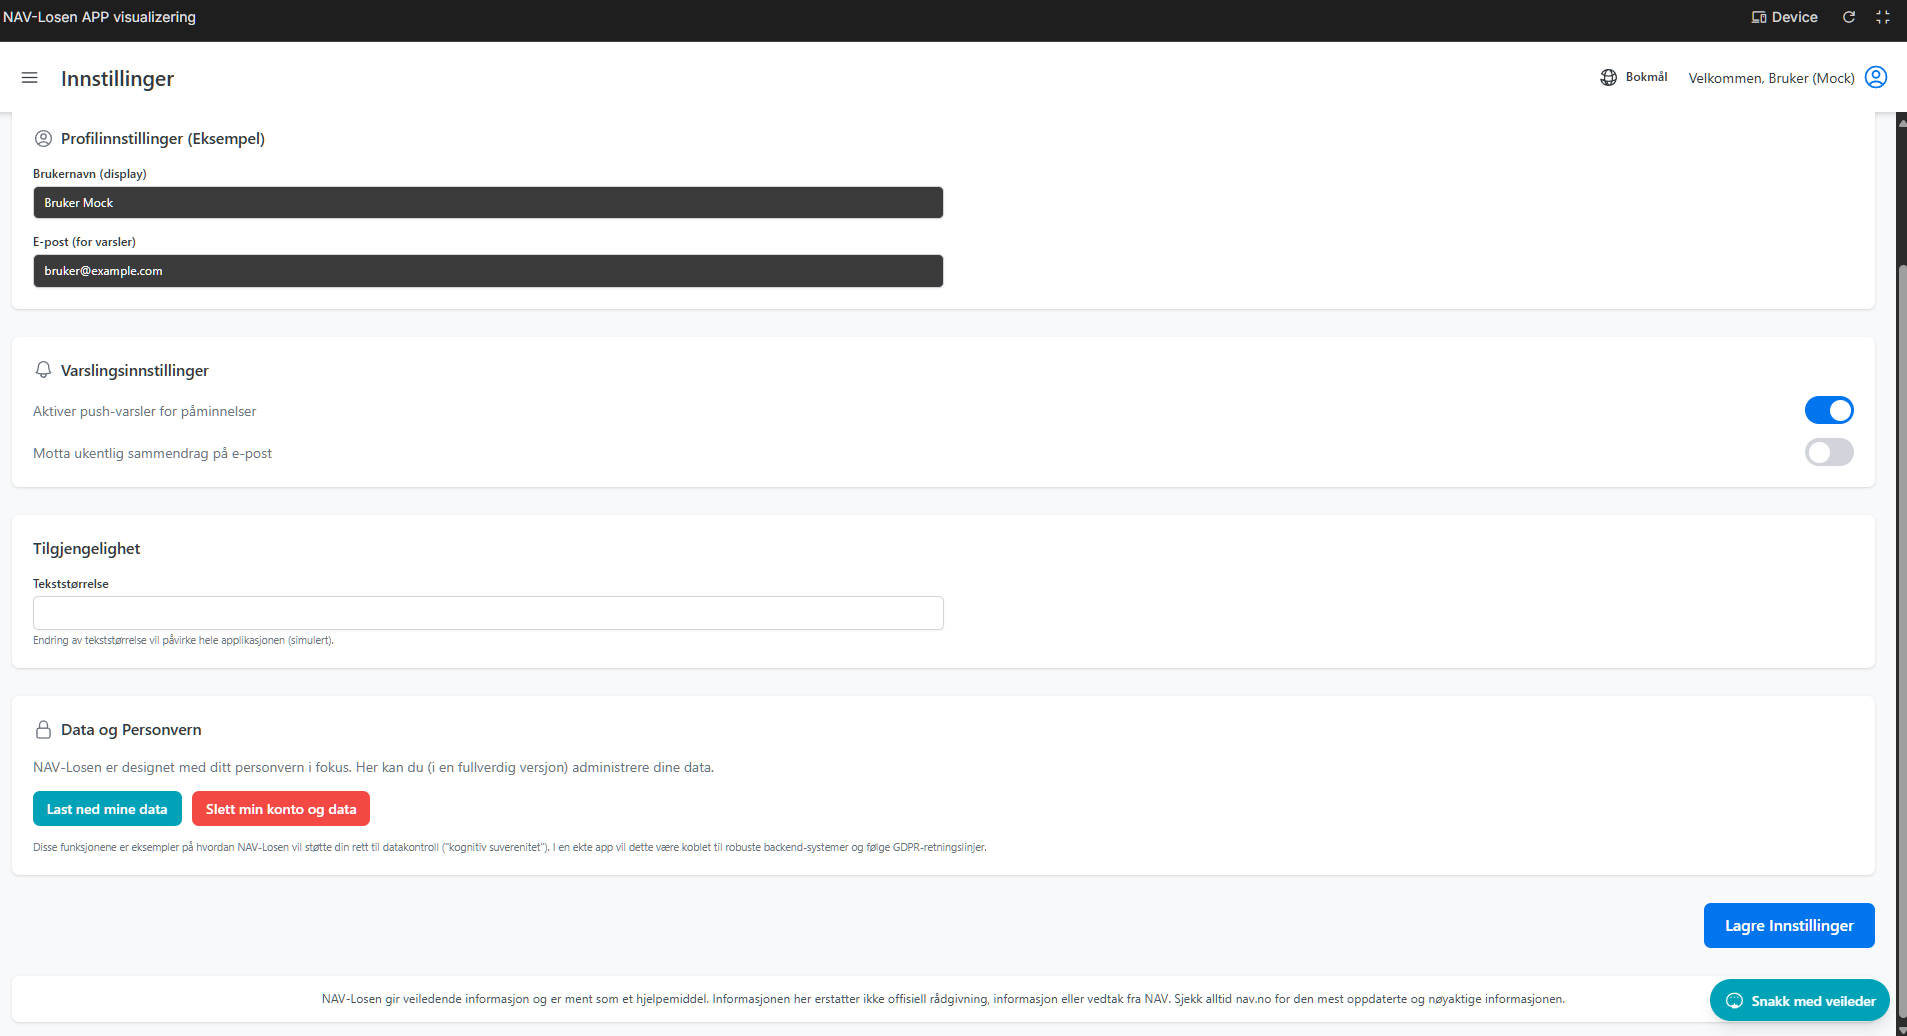 NAV-Losen APP visualizering
Device
Innstillinger
Bokmål
Velkommen, Bruker (Mock)
Profilinnstillinger (Eksempel)
Brukernavn (display)
Bruker Mock
E-post (for varsler)
bruker@example.com
Varslingsinnstillinger
Aktiver push-varsler for påminnelser
Motta ukentlig sammendrag på e-post
Tilgjengelighet
Tekststørrelse
Endring av tekststørrelse vil påvirke hele applikasjonen (simulert).
Data og Personvern
NAV-Losen er designet med ditt personvern i fokus. Her kan du (i en fullverdig versjon) administrere dine data.
Last ned mine data
Slett min konto og data
Disse funksjonene er eksempler på hvordan NAV-Losen vil støtte din rett til datakontroll ("kognitiv suverenitet"). I en ekte app vil dette være koblet til robuste backend-systemer og følge GDPR-retningslinjer.
Lagre Innstillinger
NAV-Losen gir veiledende informasjon og er ment som et hjelpemiddel. Informasjonen her erstatter ikke offisiell rådgivning, informasjon eller vedtak fra NAV. Sjekk alltid nav.no for den mest oppdaterte og nøyaktige informasjonen.
Snakk med veileder